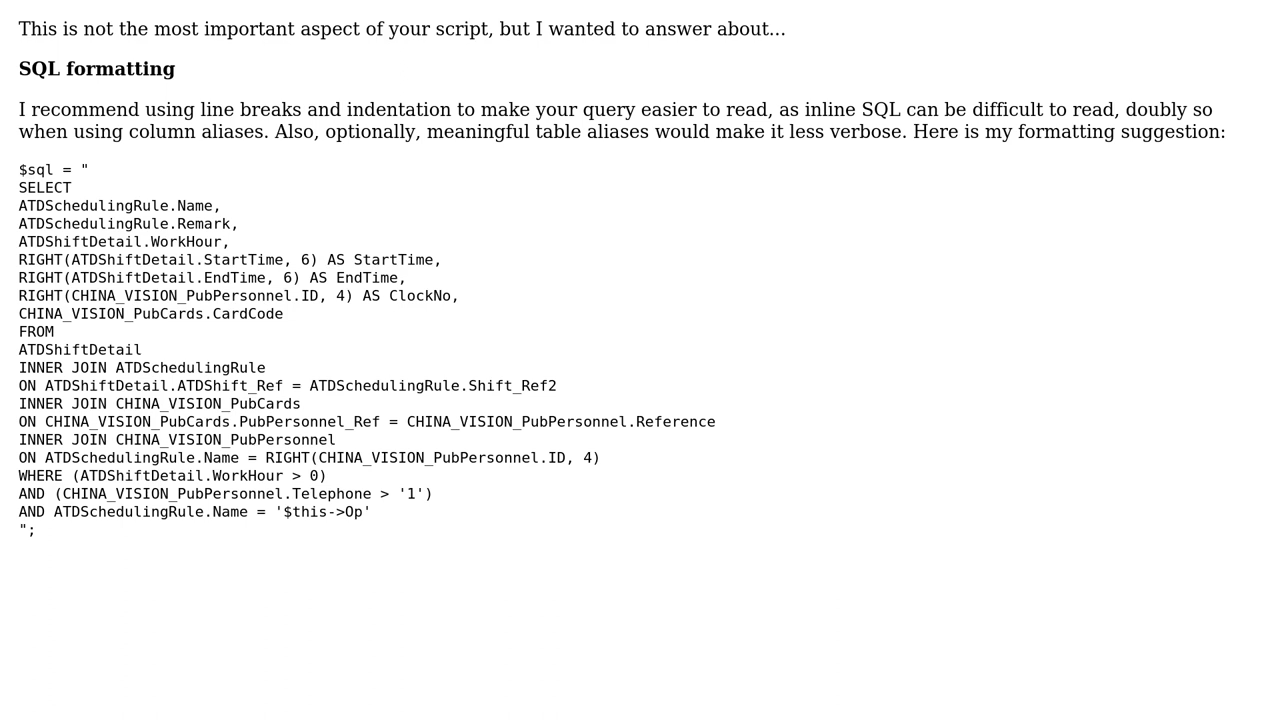 This is not the most important aspect of your script, but I wanted to answer about...
SQL formatting
I recommend using line breaks and indentation to make your query easier to read, as inline SQL can be difficult to read, doubly so
when using column aliases. Also, optionally, meaningful table aliases would make it less verbose. Here is my formatting suggestion:
$sql = "
SELECT
ATDSchedulingRule.Name,
ATDSchedulingRule.Remark,
ATDShiftDetail.WorkHour,
RIGHT(ATDShiftDetail.StartTime, 6) AS StartTime,
RIGHT(ATDShiftDetail.EndTime, 6) AS EndTime,
RIGHT(CHINA_VISION_PubPersonnel.ID, 4) AS ClockNo,
CHINA_VISION_PubCards.CardCode
FROM
ATDShiftDetail
INNER JOIN ATDSchedulingRule
ON ATDShiftDetail.ATDShift_Ref = ATDSchedulingRule.Shift_Ref2
INNER JOIN CHINA_VISION_PubCards
ON CHINA_VISION_PubCards.PubPersonnel_Ref = CHINA_VISION_PubPersonnel.Reference
INNER JOIN CHINA_VISION_PubPersonnel
ON ATDSchedulingRule.Name = RIGHT(CHINA_VISION_PubPersonnel.ID, 4)
WHERE (ATDShiftDetail.WorkHour > 0)
AND (CHINA_VISION_PubPersonnel.Telephone > '1')
AND ATDSchedulingRule.Name = '$this->Op'
";